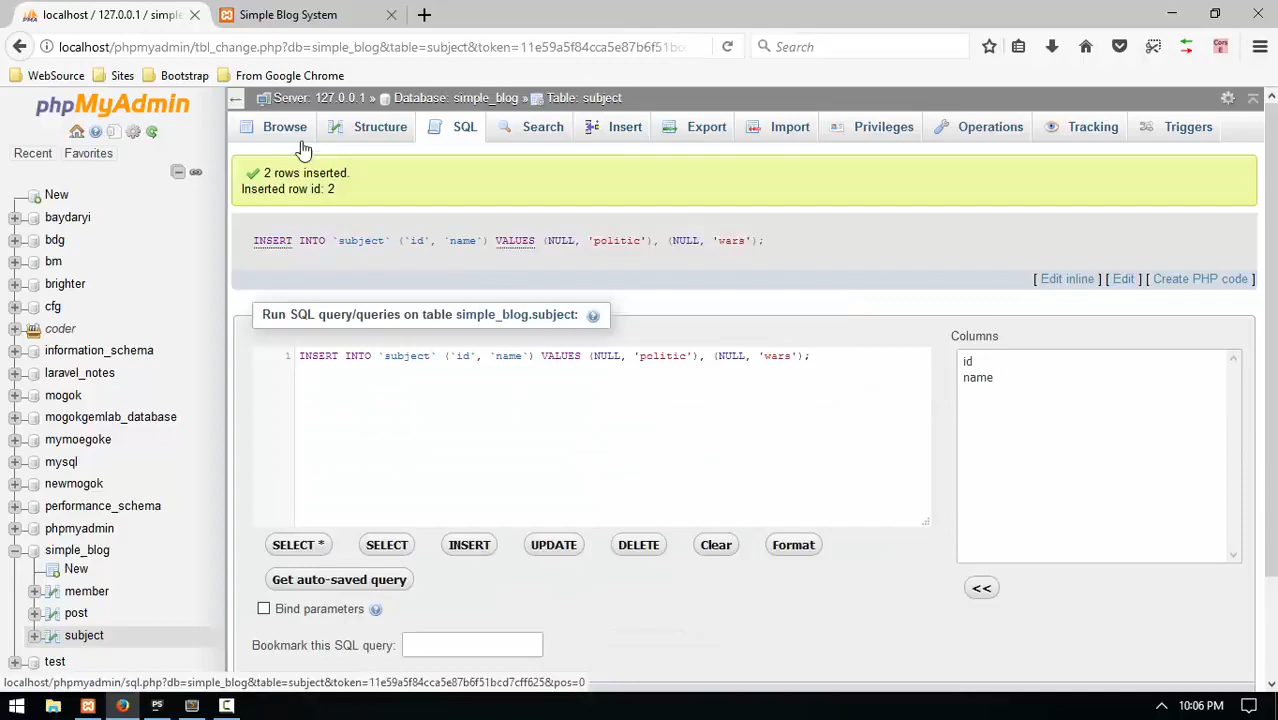 localhost / 127.0.0.1 / simple
Simple Blog System
localhost/phpmyadmin/tbl_change.php?db=simple_blog&table=subject&token=11e59a5f84cca5e87b6f51bc
Search
WebSource
Sites
Bootstrap
From Google Chrome
phpMyAdmin
Server: 127.0.0.1 » Database: simple_blog » Table: subject
Browse
Structure
SQL
Search
Insert
Export
Import
Privileges
Operations
Tracking
Triggers
Recent
Favorites
2 rows inserted.
Inserted row id: 2
INSERT INTO `subject` (`id`, `name`) VALUES (NULL, 'politic'), (NULL, 'wars');
[ Edit inline ] [ Edit ] [ Create PHP code ]
New
baydaryi
bdg
bm
brighter
cfg
coder
information_schema
laravel_notes
mogok
mogokgemlab_database
mymoegoke
mysql
newmogok
performance_schema
phpmyadmin
simple_blog
New
member
post
subject
test
Run SQL query/queries on table simple_blog.subject:
1 INSERT INTO `subject` (`id`, `name`) VALUES (NULL, 'politic'), (NULL, 'wars');
Columns
id
name
SELECT *
SELECT
INSERT
UPDATE
DELETE
Clear
Format
<<
Get auto-saved query
Bind parameters
Bookmark this SQL query:
localhost/phpmyadmin/sql.php?db=simple_blog&table=subject&token=11e59a5f84cca5e87b6f51bcd7cff625&pos=0
10:06 PM